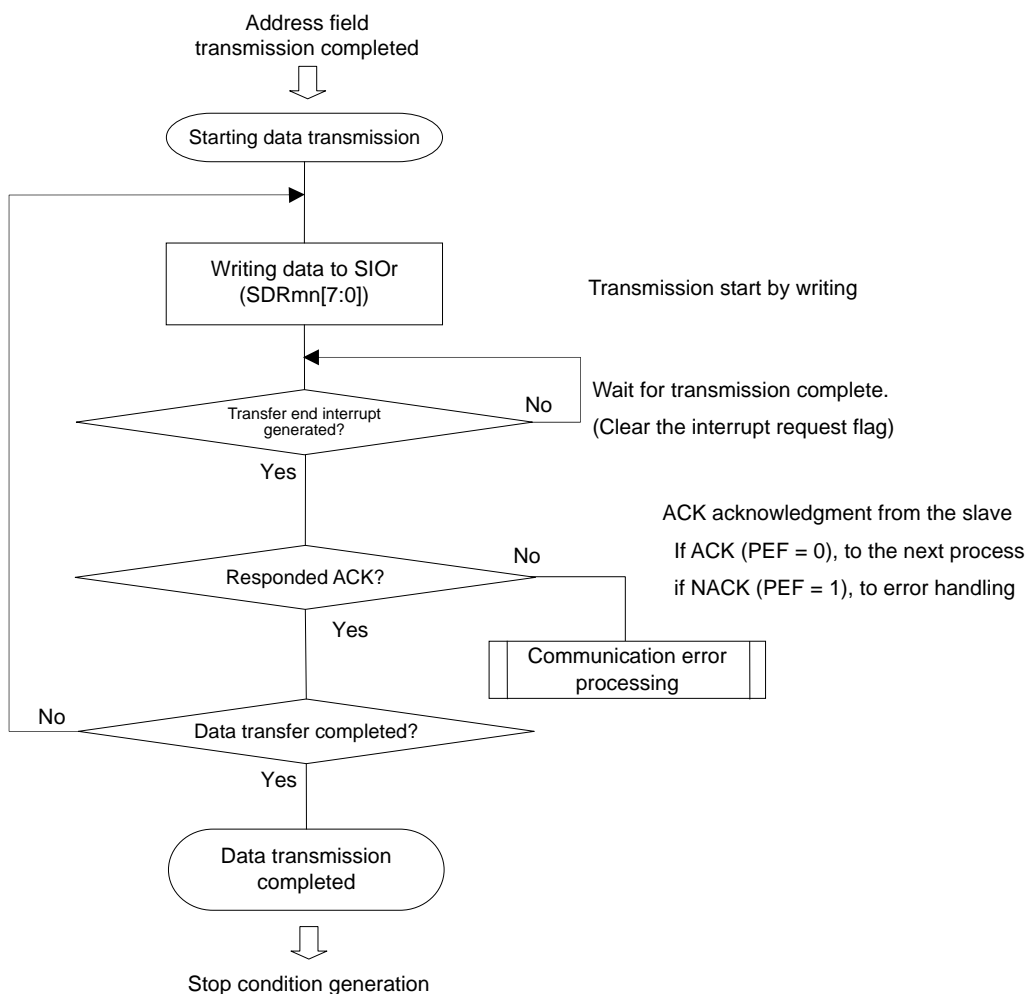 Address field
transmission completed
Starting data transmission
Writing data to SIOr
(SDRmn[7:0])
Transmission start by writing
Transfer end interrupt
generated?
No
Wait for transmission complete.
(Clear the interrupt request flag)
Yes
Responded ACK?
No
ACK acknowledgment from the slave
If ACK (PEF = 0), to the next process
if NACK (PEF = 1), to error handling
Yes
Communication error
processing
Data transfer completed?
No
Yes
Data transmission
completed
Stop condition generation